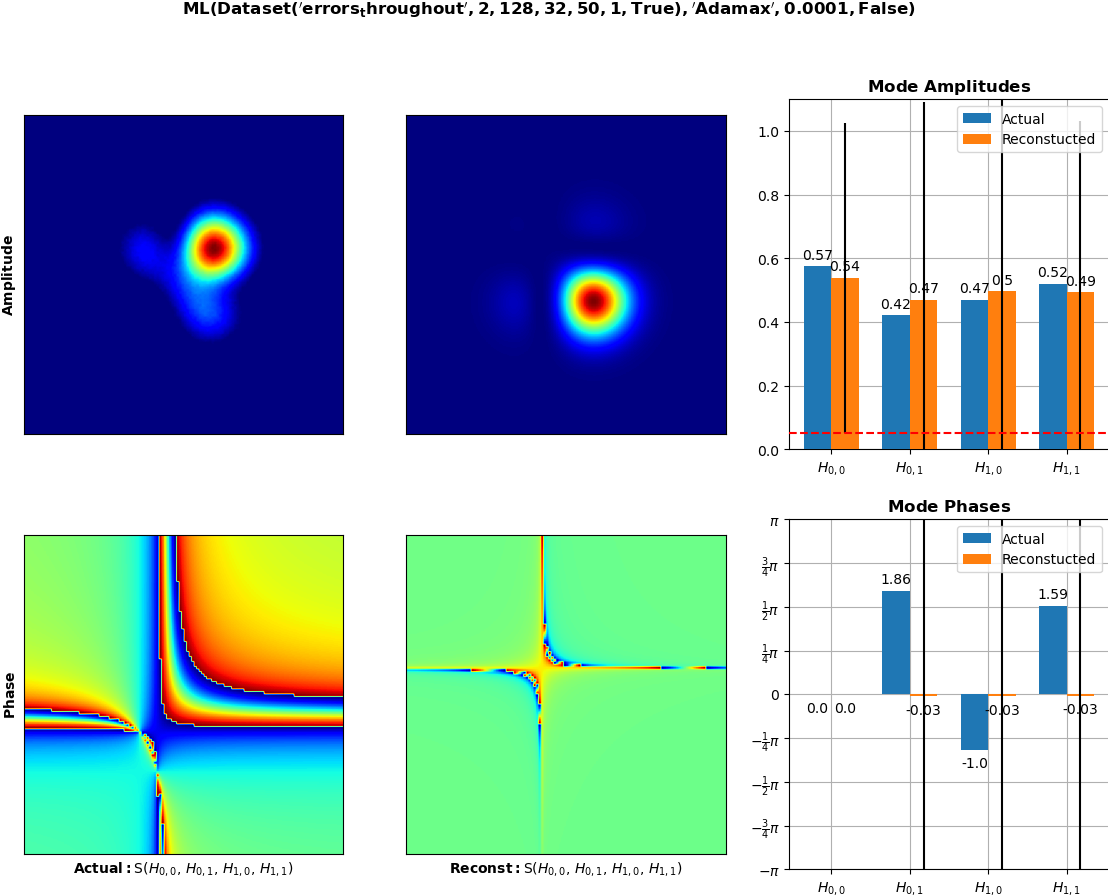 ML(Dataset('errors_throughout', 2, 128, 32, 50, 1, True), 'Adamax', 0.0001, False)
Amplitude
Mode Amplitudes
Actual
Reconstucted
1.0
0.8
0.6
0.4
0.2
0.0
0.57
0.54
0.42
0.47
0.47
0.5
0.52
0.49
H0,0
H0,1
H1,0
H1,1
Phase
Actual: S(H0,0, H0,1, H1,0, H1,1)
Reconst: S(H0,0, H0,1, H1,0, H1,1)
Mode Phases
Actual
Reconstucted
π
3/4π
1/2π
1/4π
0
−1/4π
−1/2π
−3/4π
−π
0.0
0.0
1.86
-0.03
-1.0
-0.03
1.59
-0.03
H0,0
H0,1
H1,0
H1,1